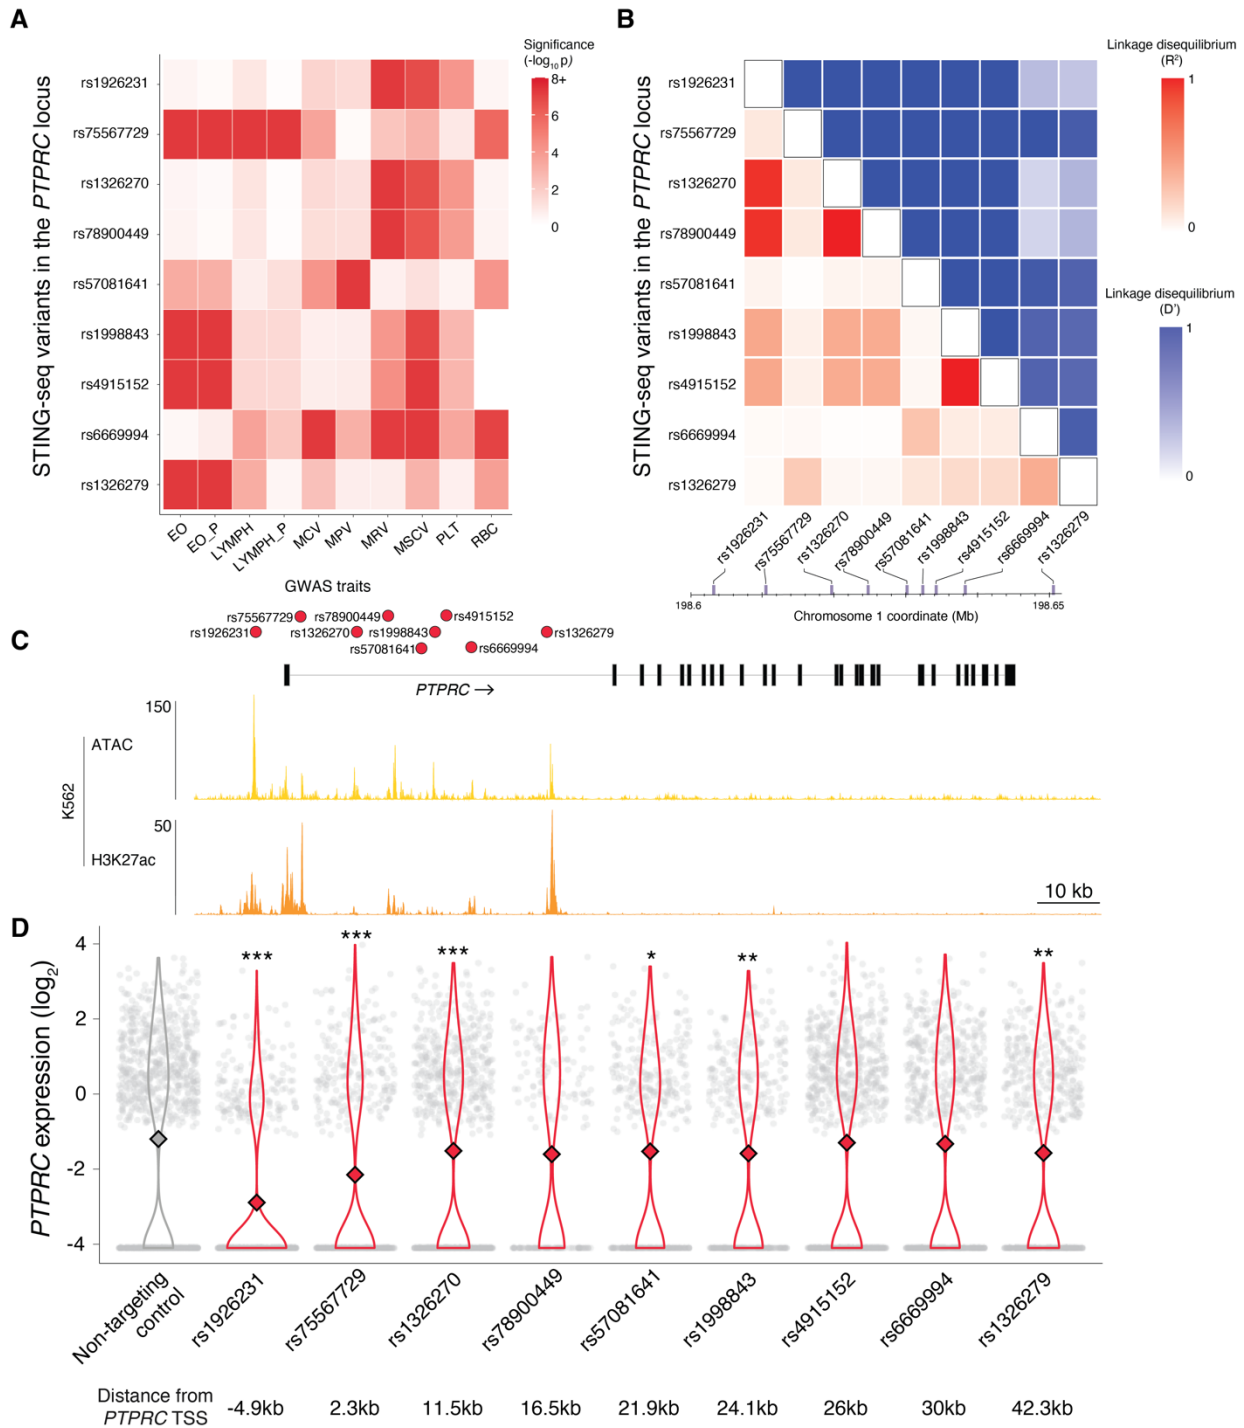 A
STING-seq variants in the PTPRC locus
rs1926231
rs75567729
rs1326270
rs78900449
rs57081641
rs1998843
rs4915152
rs6669994
rs1326279
EO
EO_P
LYMPH
LYMPH_P
MCV
MPV
MRV
MSCV
PLT
RBC
GWAS traits
Significance
(-log10 p)
8+
6
4
2
0
B
STING-seq variants in the PTPRC locus
rs1926231
rs75567729
rs1326270
rs78900449
rs57081641
rs1998843
rs4915152
rs6669994
rs1326279
rs1926231
rs75567729
rs1326270
rs78900449
rs57081641
rs1998843
rs4915152
rs6669994
rs1326279
198.6
198.65
Chromosome 1 coordinate (Mb)
Linkage disequilibrium
(R²)
1
0
Linkage disequilibrium
(D')
1
0
C
rs75567729
rs78900449
rs4915152
rs1926231
rs1326270
rs1998843
rs1326279
rs57081641
rs6669994
PTPRC →
K562
150
ATAC
50
H3K27ac
10 kb
D
PTPRC expression (log2)
4
2
0
-2
-4
***
***
***
*
**
**
Non-targeting
control
rs1926231
rs75567729
rs1326270
rs78900449
rs57081641
rs1998843
rs4915152
rs6669994
rs1326279
Distance from
PTPRC TSS
-4.9kb
2.3kb
11.5kb
16.5kb
21.9kb
24.1kb
26kb
30kb
42.3kb